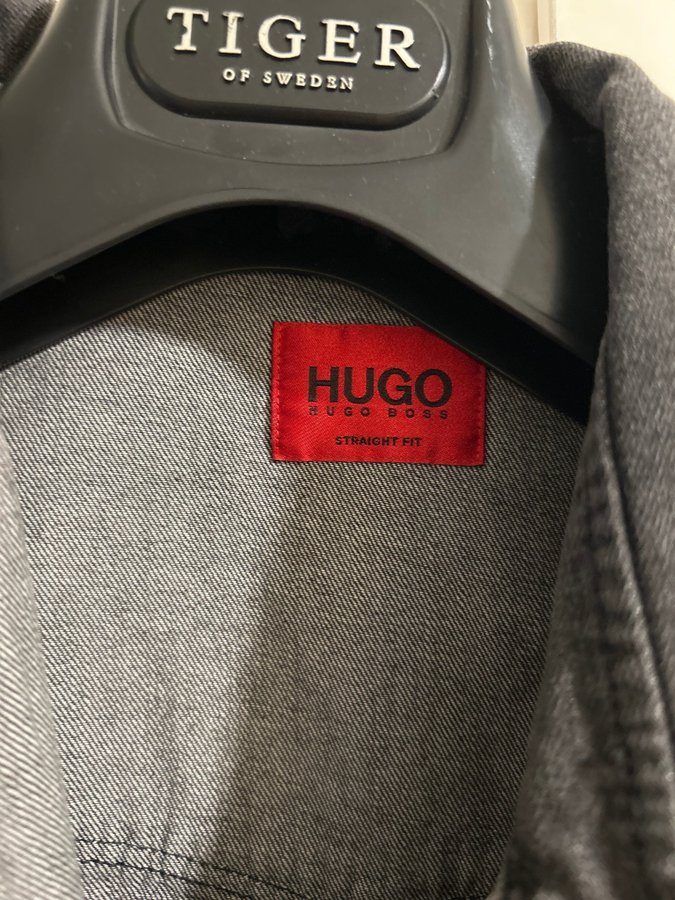 TIGER
OF SWEDEN
HUGO
HUGO BOSS
STRAIGHT FIT